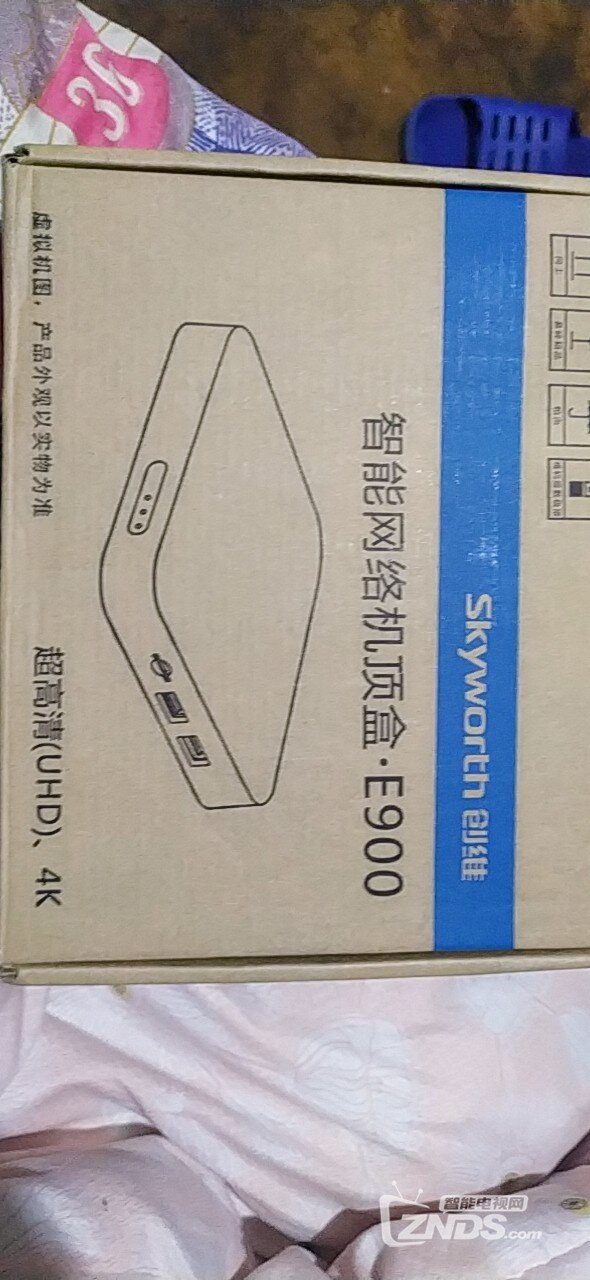 Skyworth 创维
智能网络机顶盒·E900
虚拟机图,产品外观以实物为准
超高清(UHD)、4K
智能电视网
ZNDS.com